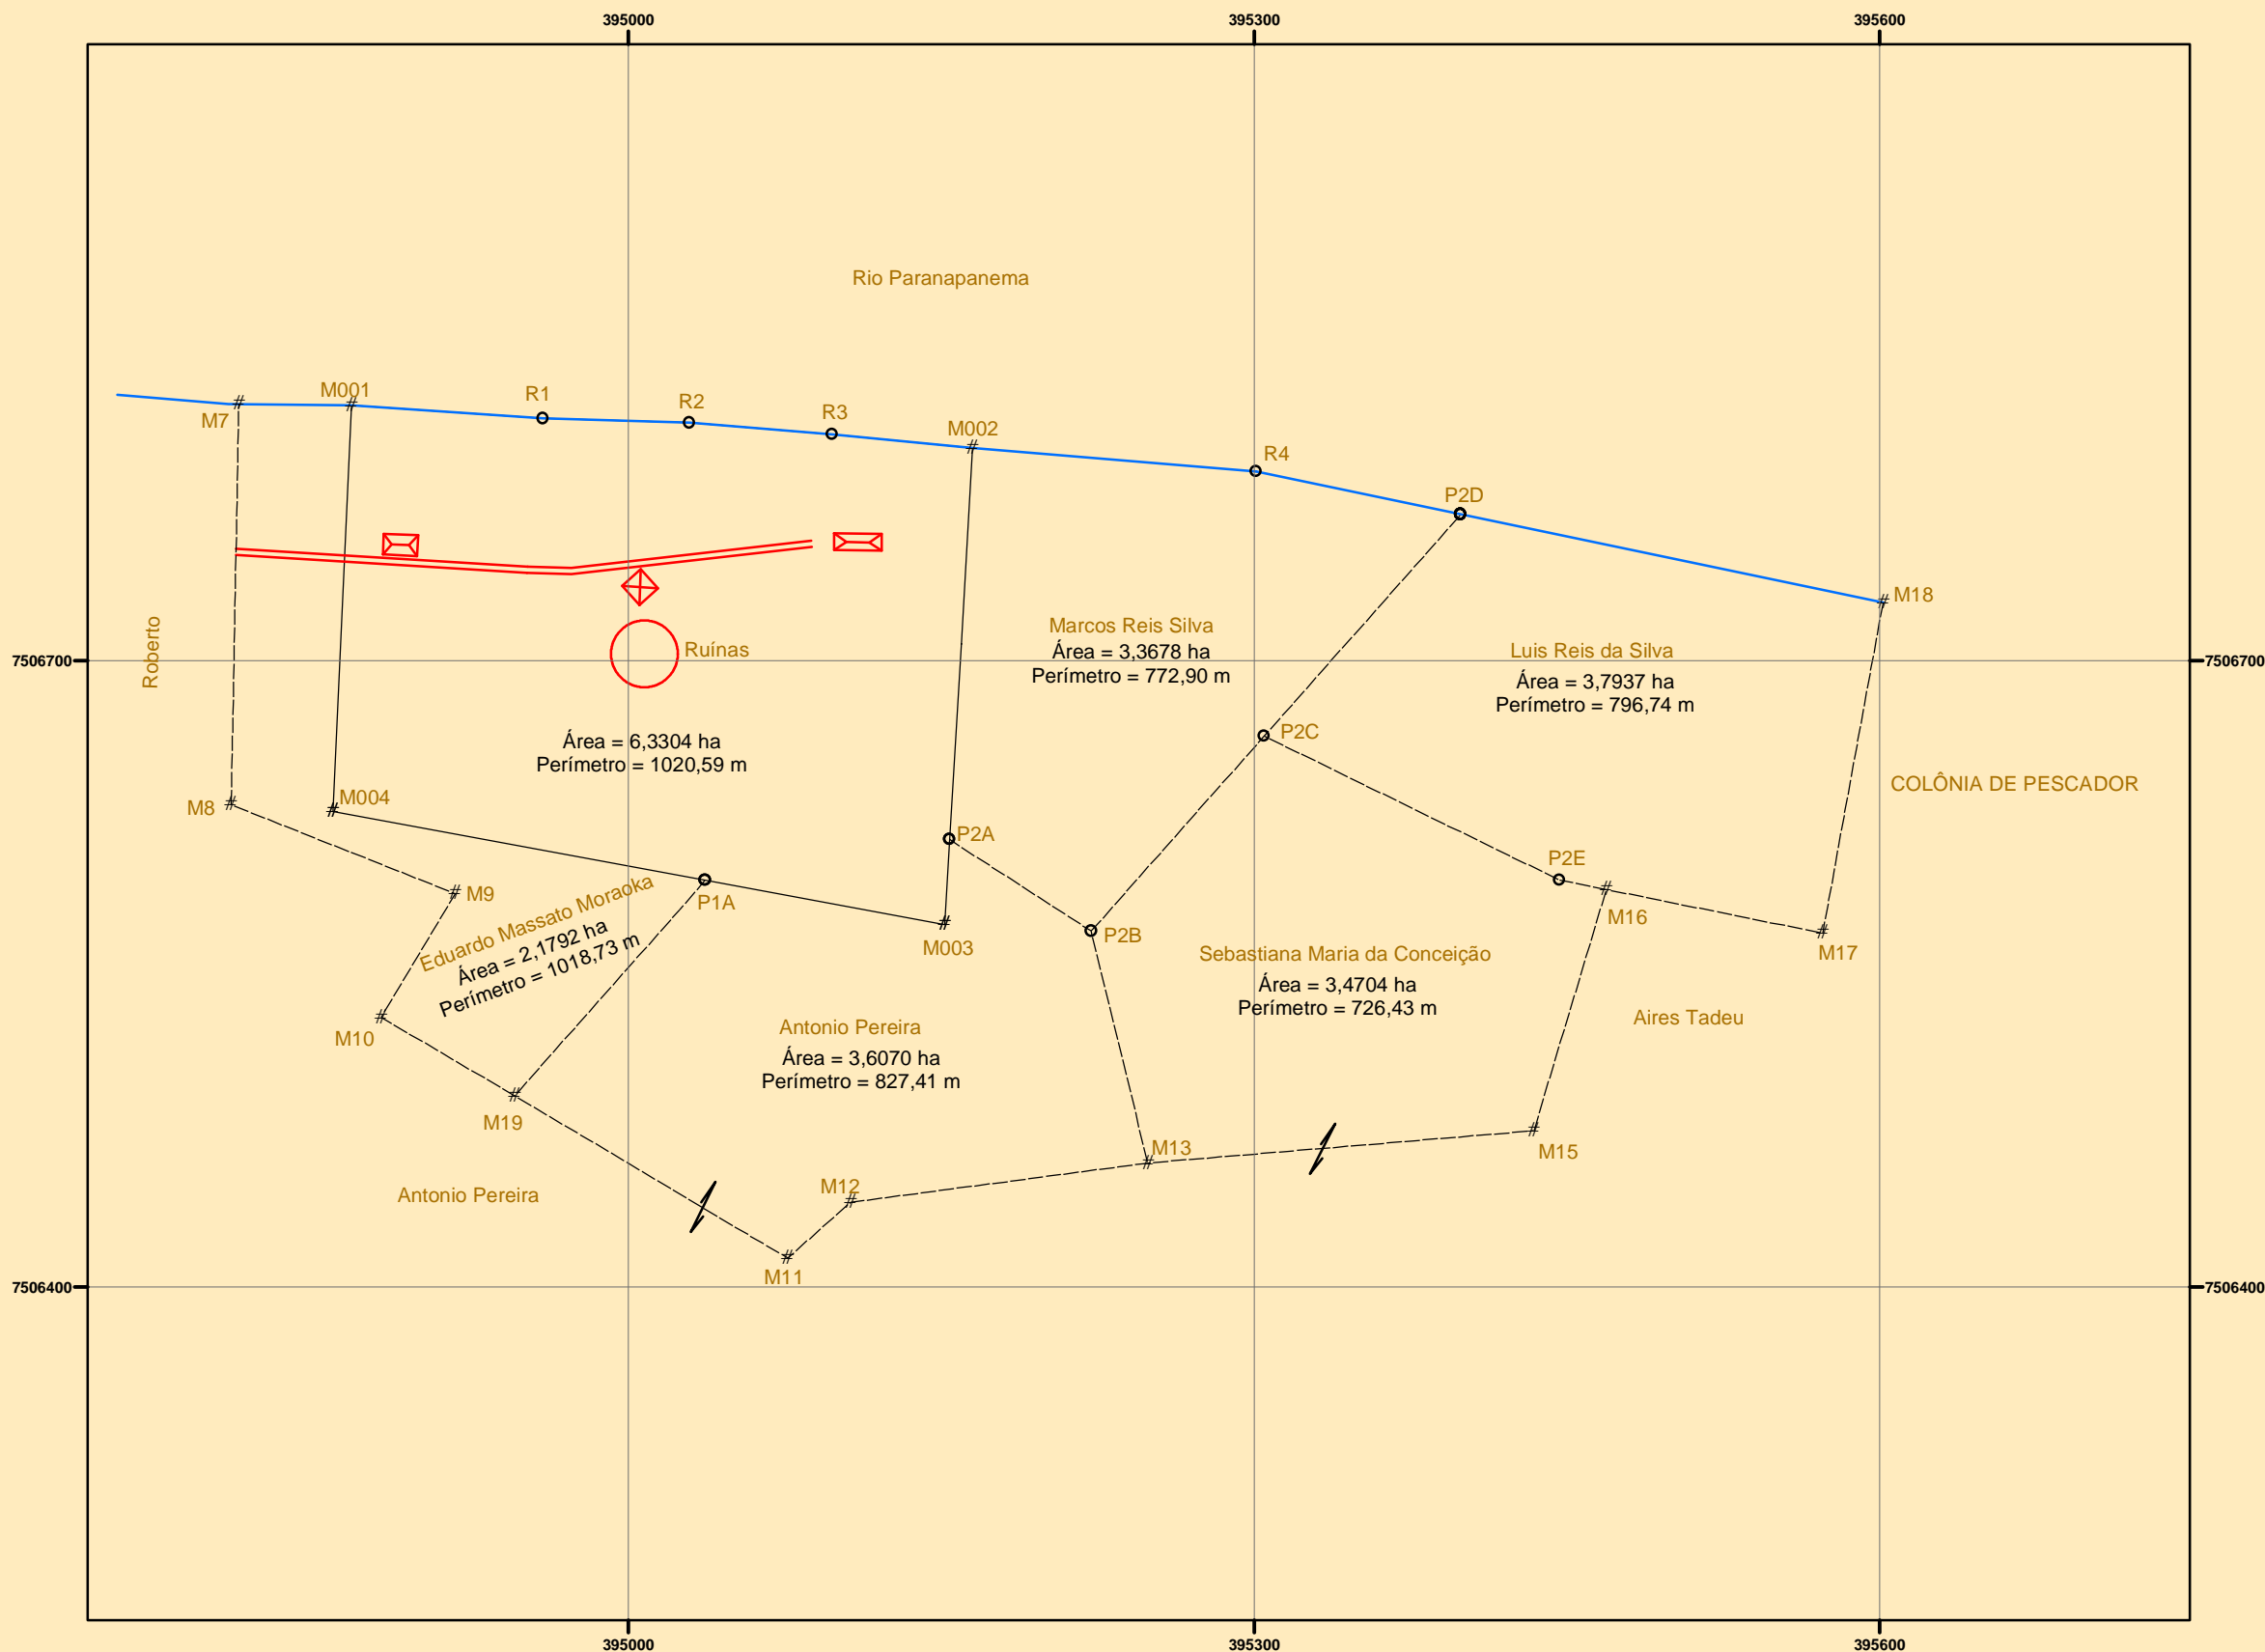 395000
395300
395600
Rio Paranapanema
M7
M001
R1
R2
R3
M002
R4
P2D
M18
Roberto
7506700
7506700
Ruínas
Marcos Reis Silva
Área = 3,3678 ha
Perímetro = 772,90 m
Luis Reis da Silva
Área = 3,7937 ha
Perímetro = 796,74 m
Área = 6,3304 ha
Perímetro = 1020,59 m
P2C
COLÔNIA DE PESCADOR
M8
M004
P2A
P2E
M9
P1A
M003
P2B
M16
M17
Eduardo Massato Moraoka
Área = 2,1792 ha
Perímetro = 1018,73 m
Sebastiana Maria da Conceição
Área = 3,4704 ha
Perímetro = 726,43 m
Aires Tadeu
M10
Antonio Pereira
Área = 3,6070 ha
Perímetro = 827,41 m
M19
M13
M15
Antonio Pereira
M12
M11
7506400
7506400
395000
395300
395600